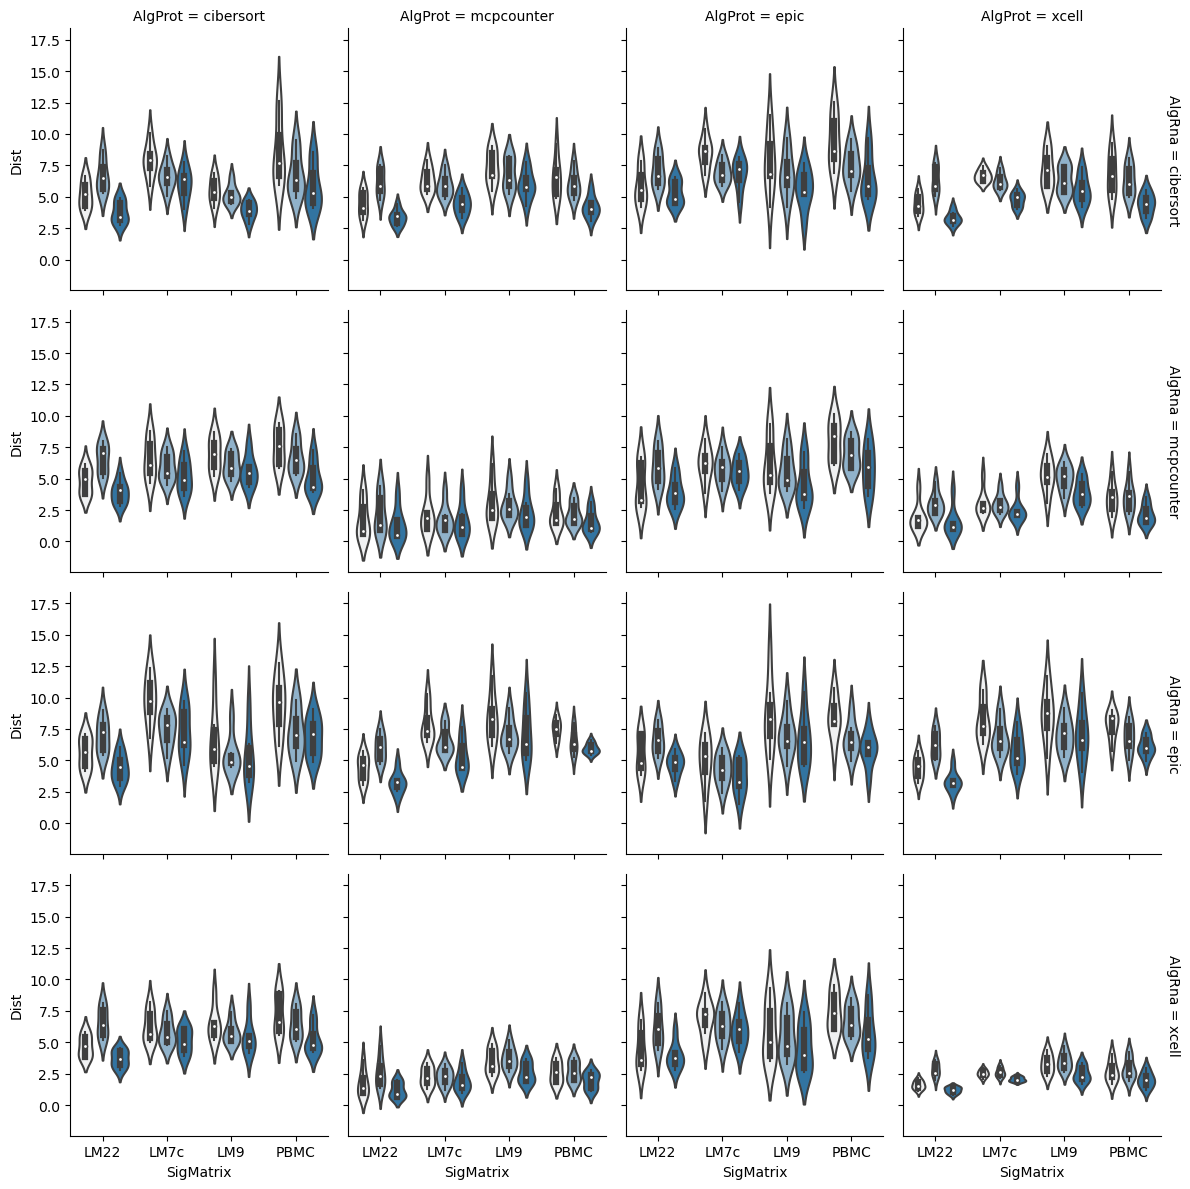 AlgProt = cibersort
AlgProt = mcpcounter
AlgProt = epic
AlgProt = xcell
17.5
15.0
12.5
10.0
7.5
5.0
2.5
0.0
Dist
AlgRna = cibersort
17.5
15.0
12.5
10.0
7.5
5.0
2.5
0.0
Dist
AlgRna = mcpcounter
17.5
15.0
12.5
10.0
7.5
5.0
2.5
0.0
Dist
AlgRna = epic
17.5
15.0
12.5
10.0
7.5
5.0
2.5
0.0
Dist
AlgRna = xcell
LM22 LM7c LM9 PBMC
SigMatrix
LM22 LM7c LM9 PBMC
SigMatrix
LM22 LM7c LM9 PBMC
SigMatrix
LM22 LM7c LM9 PBMC
SigMatrix